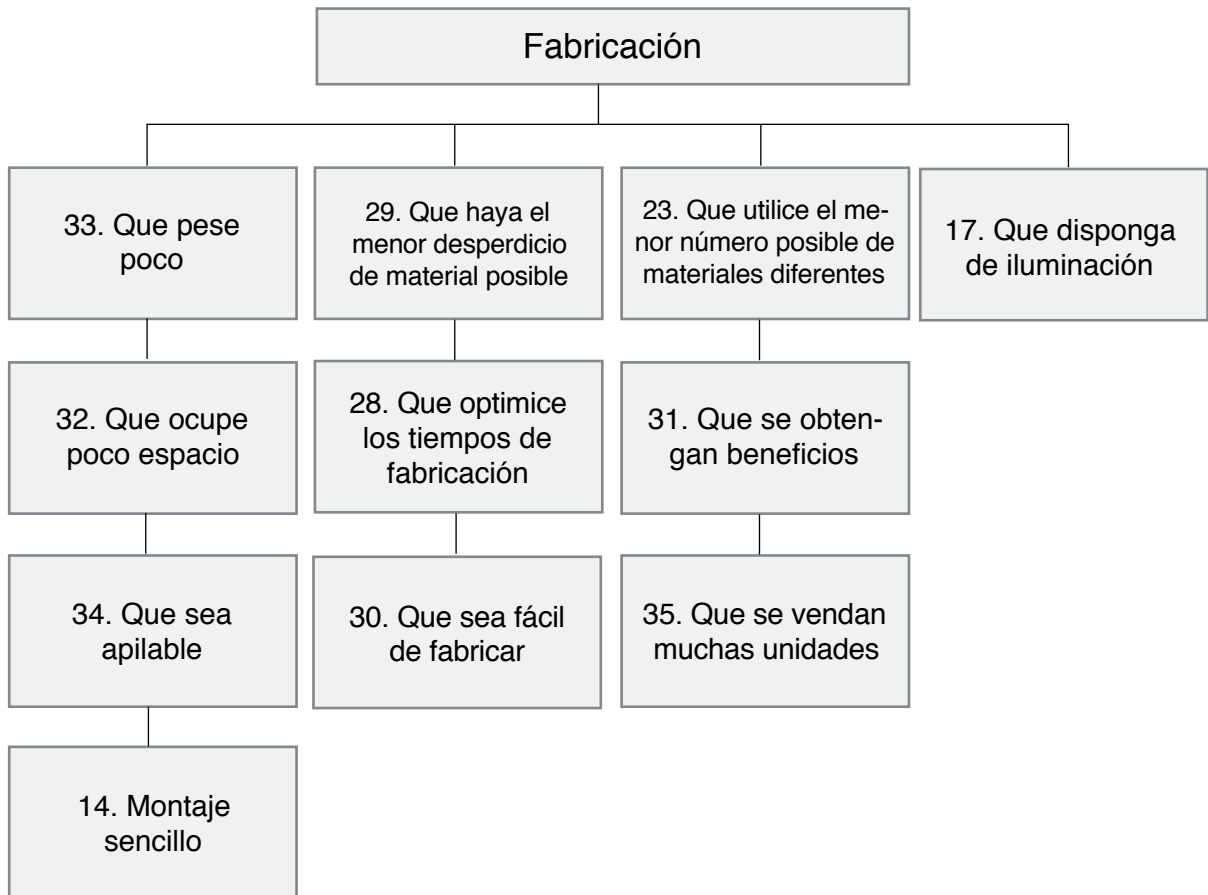 Fabricación
33. Que pese
poco
29. Que haya el
menor desperdicio
de material posible
23. Que utilice el me-
nor número posible de
materiales diferentes
17. Que disponga
de iluminación
32. Que ocupe
poco espacio
28. Que optimice
los tiempos de
fabricación
31. Que se obten-
gan beneficios
34. Que sea
apilable
30. Que sea fácil
de fabricar
35. Que se vendan
muchas unidades
14. Montaje
sencillo